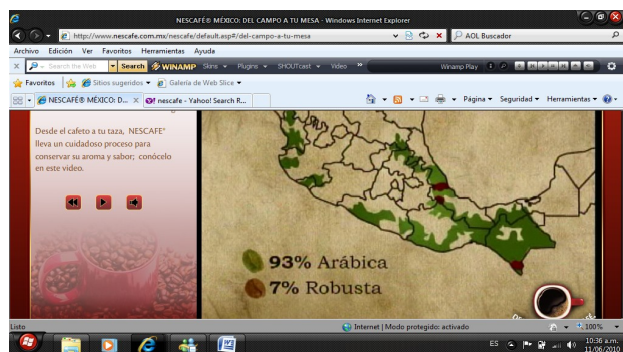 NESCAFÉ® MÉXICO: DEL CAMPO A TU MESA - Windows Internet Explorer
http://www.nescafe.com.mx/nescafe/default.asp#/del-campo-a-tu-mesa
AOL Buscador
Archivo Edición Ver Favoritos Herramientas Ayuda
Search the Web Search WINAMP Skins Plugins SHOUTcast Video Winamp Play
Favoritos Sitios sugeridos Galería de Web Slice
NESCAFÉ® MÉXICO: D... nescafe - Yahoo! Search R... Página Seguridad Herramientas
Desde el cafeto a tu taza, NESCAFE®
lleva un cuidadoso proceso para
conservar su aroma y sabor; conócelo
en este video.
93% Arábica
7% Robusta
Listo Internet | Modo protegido: activado 100%
ES 10:36 a.m.
11/06/2010